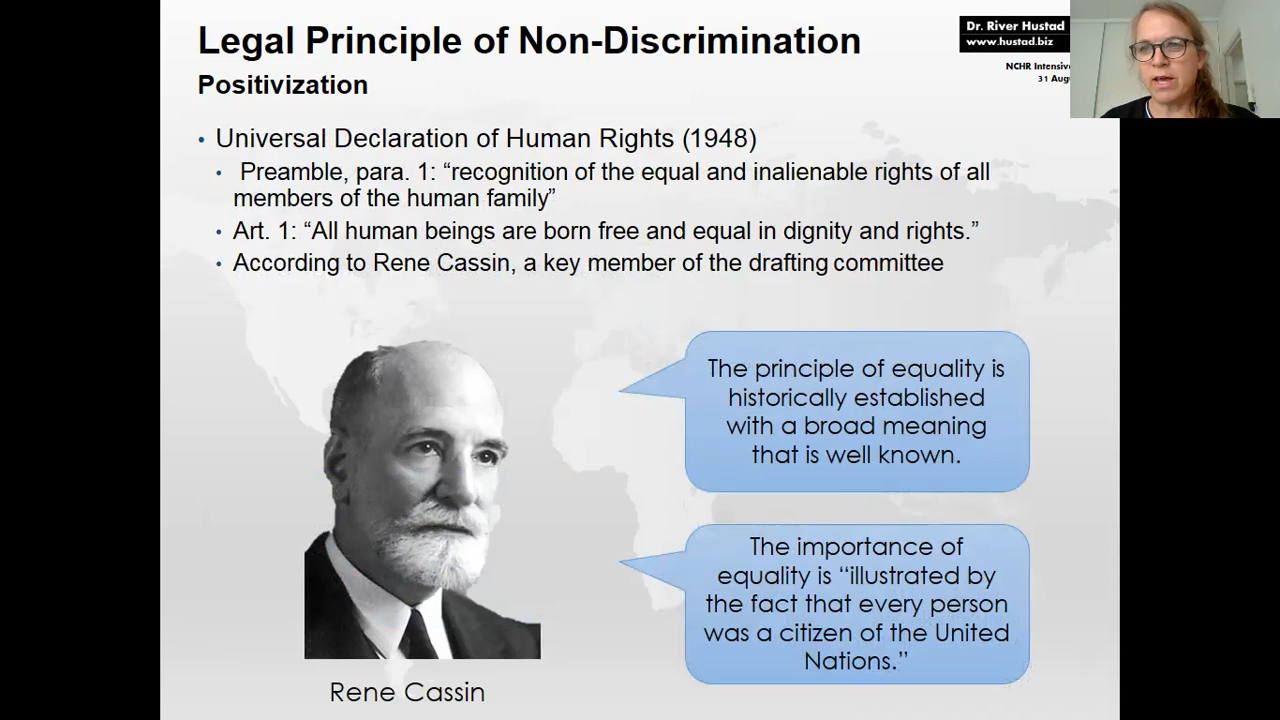 Legal Principle of Non-Discrimination
Positivization
Dr. River Hustad
www.hustad.biz
NCHR Intensive
31
• Universal Declaration of Human Rights (1948)
• Preamble, para. 1: “recognition of the equal and inalienable rights of all
members of the human family”
• Art. 1: “All human beings are born free and equal in dignity and rights.”
• According to Rene Cassin, a key member of the drafting committee
The principle of equality is
historically established
with a broad meaning
that is well known.
The importance of
equality is “illustrated by
the fact that every person
was a citizen of the United
Nations.”
Rene Cassin